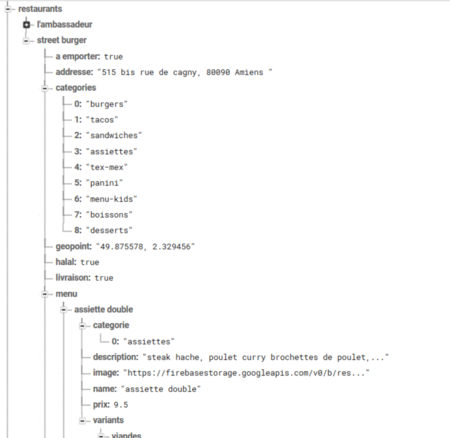 restaurants
l'ambassadeur
street burger
a emporter: true
addresse: "515 bis rue de cagny, 80090 Amiens "
categories
0: "burgers"
1: "tacos"
2: "sandwiches"
3: "assiettes"
4: "tex-mex"
5: "panini"
6: "menu-kids"
7: "boissons"
8: "desserts"
geopoint: "49.875578, 2.329456"
halal: true
livraison: true
menu
assiette double
categorie
0: "assiettes"
description: "steak hache, poulet curry brochettes de poulet,..."
image: "https://firebasestorage.googleapis.com/v0/b/res..."
name: "assiette double"
prix: 9.5
variants
viandes